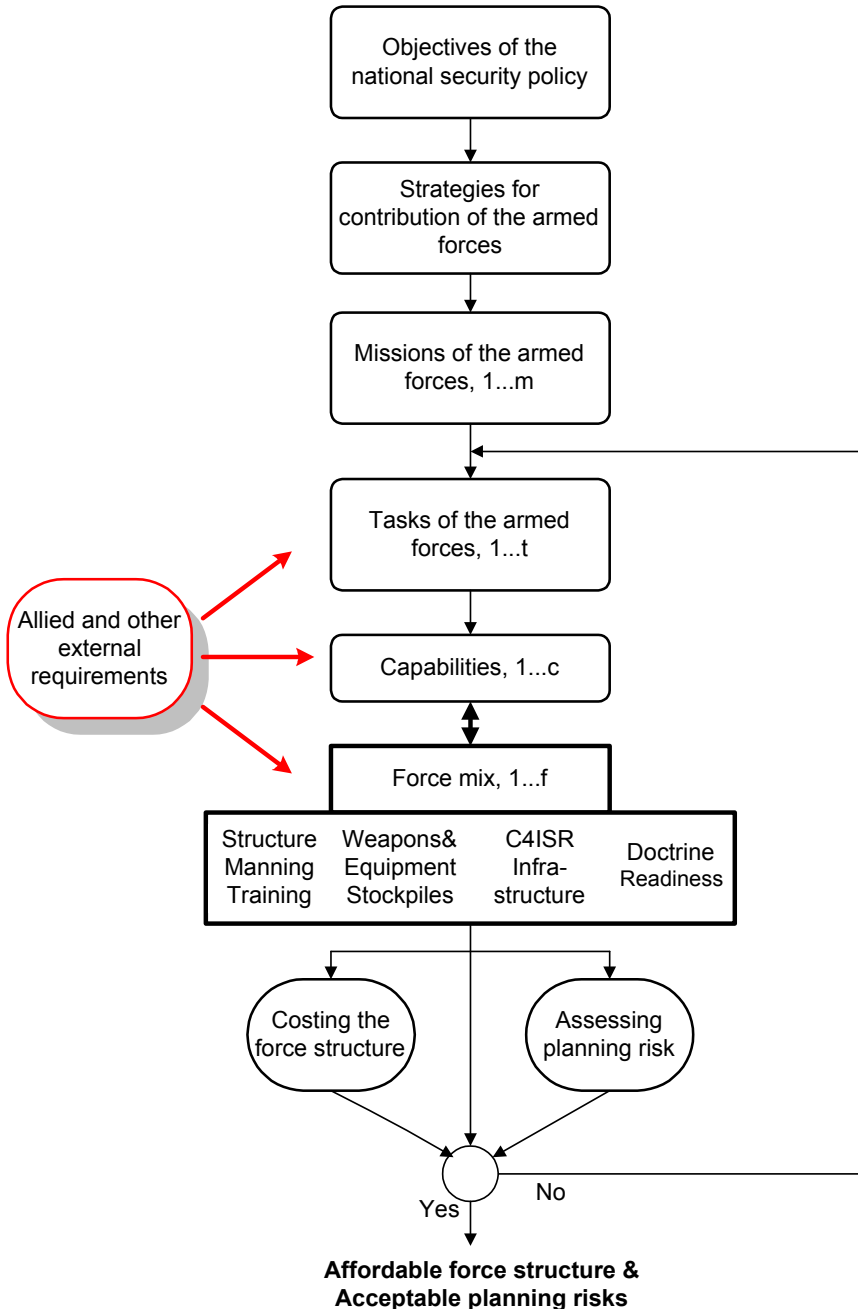 Objectives of the
national security policy
Strategies for
contribution of the armed
forces
Missions of the armed
forces, 1...m
Tasks of the armed
forces, 1...t
Allied and other
external
requirements
Capabilities, 1...c
Force mix, 1...f
Structure
Manning
Training
Weapons&
Equipment
Stockpiles
C4ISR
Infra-
structure
Doctrine
Readiness
Costing the
force structure
Assessing
planning risk
No
Yes
Affordable force structure &
Acceptable planning risks